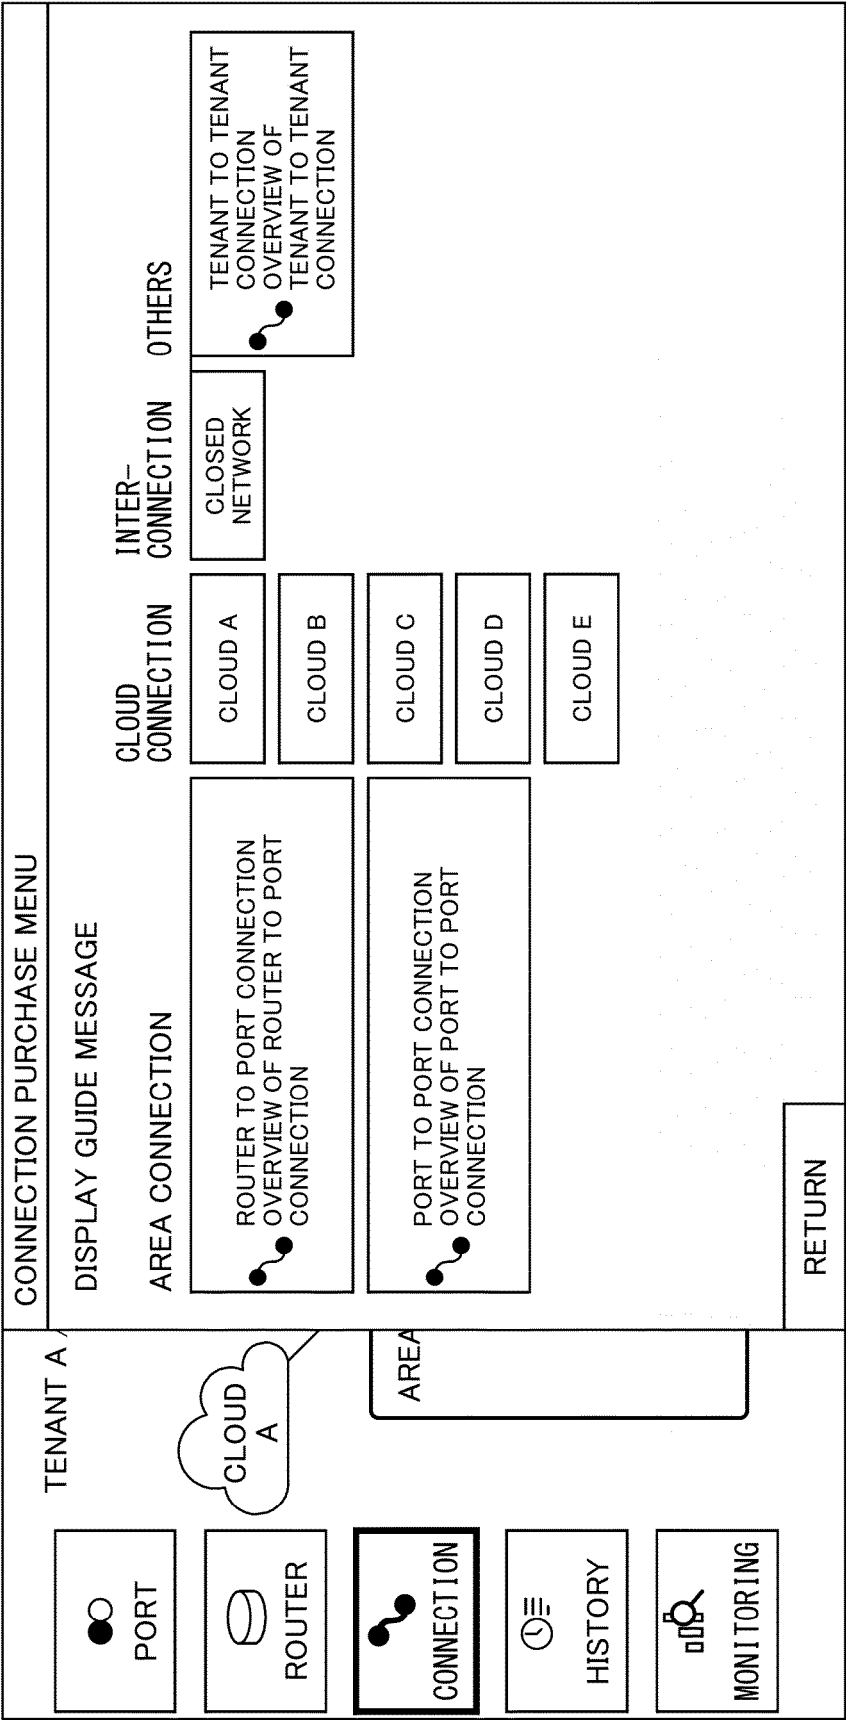 PORT
ROUTER
CONNECTION
HISTORY
MONITORING
TENANT A
CLOUD
A
AREA
CONNECTION PURCHASE MENU
DISPLAY GUIDE MESSAGE
AREA CONNECTION
ROUTER TO PORT CONNECTION
OVERVIEW OF ROUTER TO PORT
CONNECTION
PORT TO PORT CONNECTION
OVERVIEW OF PORT TO PORT
CONNECTION
CLOUD
CONNECTION
CLOUD A
CLOUD B
CLOUD C
CLOUD D
CLOUD E
INTER-
CONNECTION
CLOSED
NETWORK
OTHERS
TENANT TO TENANT
CONNECTION
OVERVIEW OF
TENANT TO TENANT
CONNECTION
RETURN